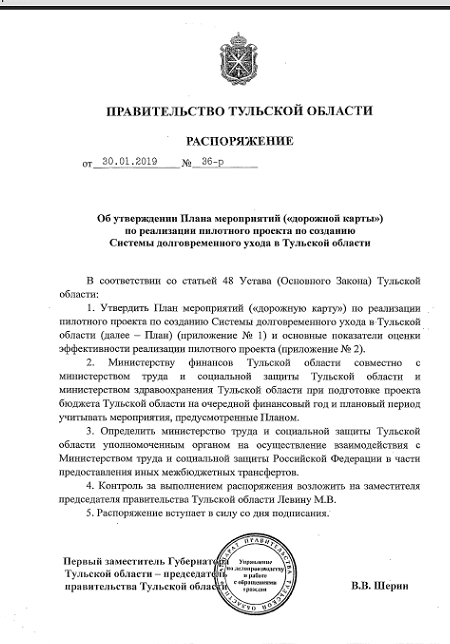 ПРАВИТЕЛЬСТВО ТУЛЬСКОЙ ОБЛАСТИ
РАСПОРЯЖЕНИЕ
от 30.01.2019 № 36-р
Об утверждении Плана мероприятий («дорожной карты»)
по реализации пилотного проекта по созданию
Системы долговременного ухода в Тульской области
В соответствии со статьей 48 Устава (Основного Закона) Тульской
области:
1. Утвердить План мероприятий («дорожную карту») по реализации
пилотного проекта по созданию Системы долговременного ухода в Тульской
области (далее – План) (приложение № 1) и основные показатели оценки
эффективности реализации пилотного проекта (приложение № 2).
2. Министерству финансов Тульской области совместно с
министерством труда и социальной защиты Тульской области и
министерством здравоохранения Тульской области при подготовке проекта
бюджета Тульской области на очередной финансовый год и плановый период
учитывать мероприятия, предусмотренные Планом.
3. Определить министерство труда и социальной защиты Тульской
области уполномоченным органом на осуществление взаимодействия с
Министерством труда и социальной защиты Российской Федерации в части
предоставления иных межбюджетных трансфертов.
4. Контроль за выполнением распоряжения возложить на заместителя
председателя правительства Тульской области Левину М.В.
5. Распоряжение вступает в силу со дня подписания.
Первый заместитель Губернатора
Тульской области – председатель
правительства Тульской области
Управление
по делопроизводству
и работе
с обращениями
граждан
В.В. Шерин